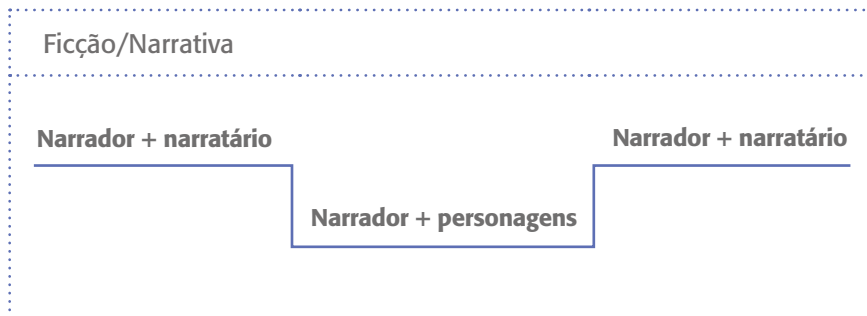 Ficção/Narrativa
Narrador + narratário
Narrador + narratário
Narrador + personagens